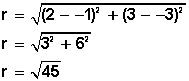 r = √(2 − −1)² + (3 − −3)²
r = √3² + 6²
r = √45